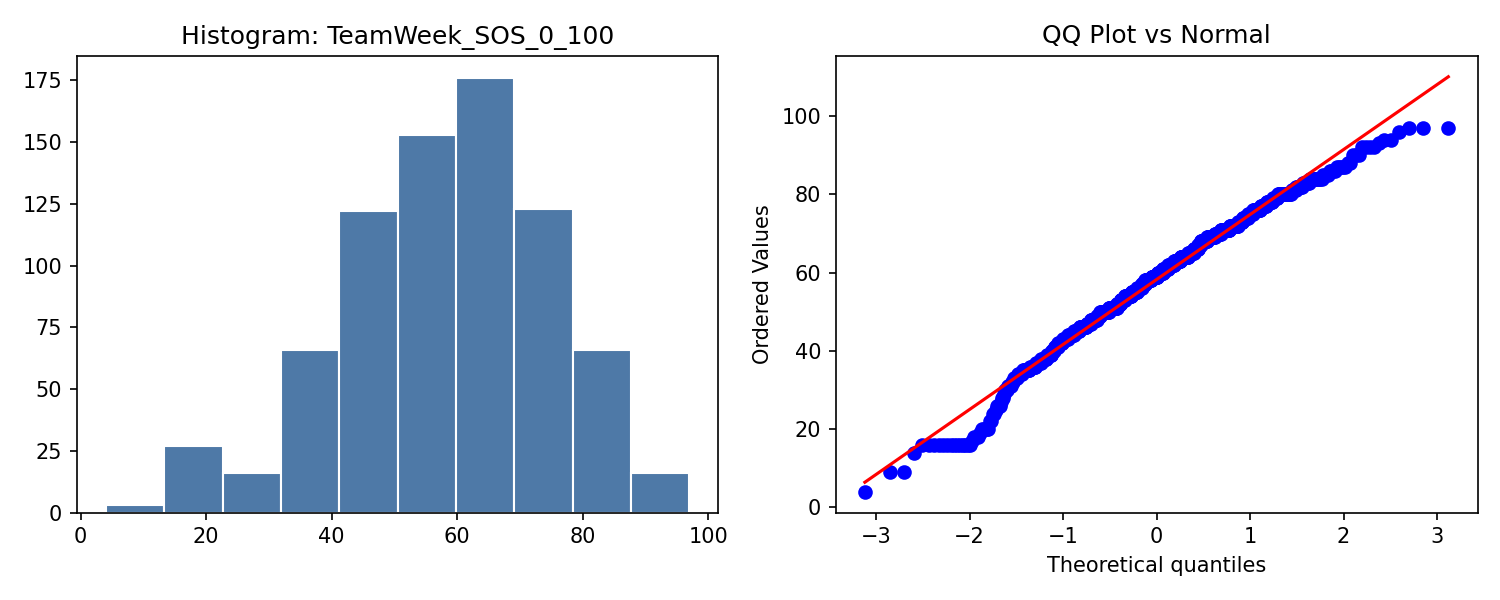 Histogram: TeamWeek_SOS_0_100
175
150
125
100
75
50
25
0
0 20 40 60 80 100
QQ Plot vs Normal
Ordered Values
100
80
60
40
20
0
−3 −2 −1 0 1 2 3
Theoretical quantiles